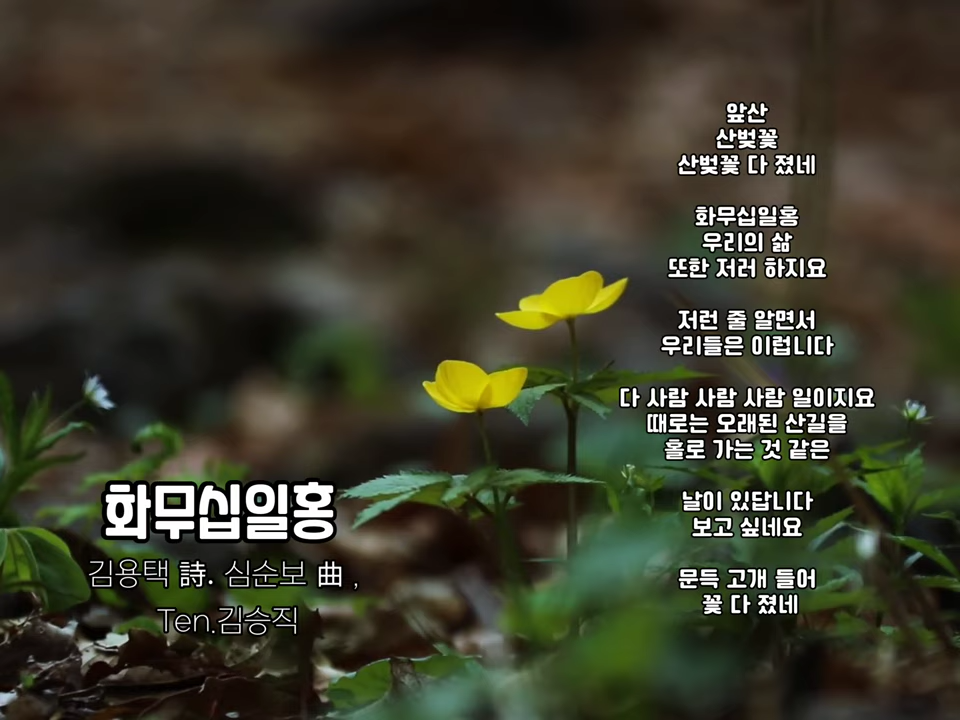 앞산
산벚꽃
산벚꽃 다 졌네
화무십일홍
우리의 삶
또한 저러 하지요
저런 줄 알면서
우리들은 이럽니다
다 사람 사람 사람 일이지요
때로는 오래된 산길을
홀로 가는 것 같은
날이 있답니다
보고 싶네요
문득 고개 들어
꽃 다 졌네
화무십일홍
김용택 詩. 심순보 曲 ,
Ten.김승직